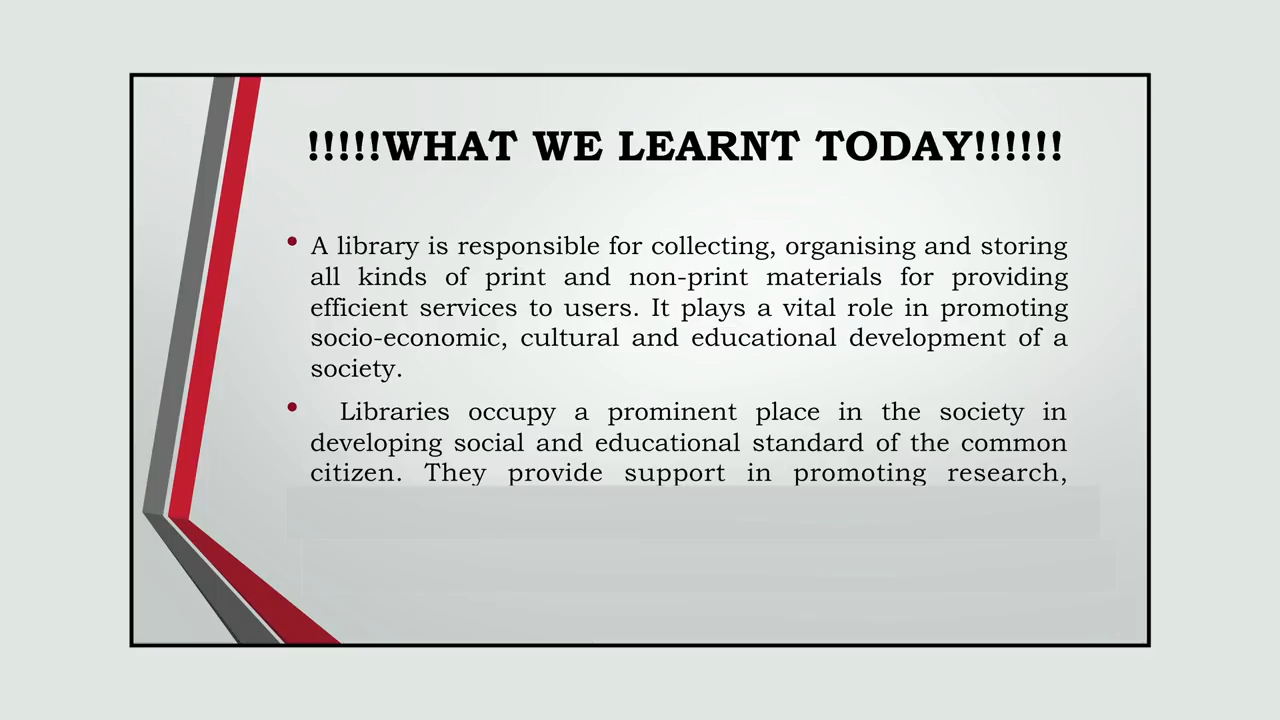 !!!!!WHAT WE LEARNT TODAY!!!!!!
• A library is responsible for collecting, organising and storing
all kinds of print and non-print materials for providing
efficient services to users. It plays a vital role in promoting
socio-economic, cultural and educational development of a
society.
• Libraries occupy a prominent place in the society in
developing social and educational standard of the common
citizen. They provide support in promoting research,